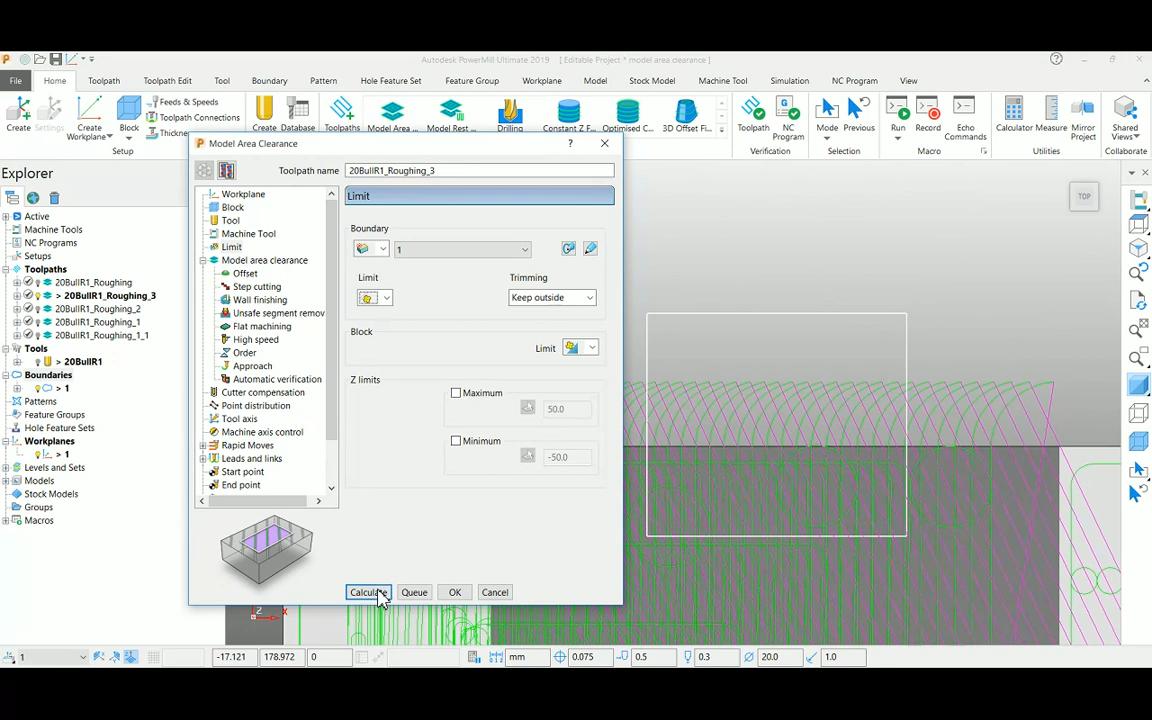 Autodesk PowerMill Ultimate 2019 [ Editable Project * model area clearance ]
File Home Toolpath Toolpath Edit Tool Boundary Pattern Hole Feature Set Feature Group Workplane Model Stock Model Machine Tool Simulation NC Program View
Create Settings Create Workplane Block Feeds & Speeds
Toolpath Connections
Thickne
Create Database Toolpaths Model Area ... Model Rest ... Drilling Constant Z F... Optimised C... 3D Offset Fi... Toolpath NC Program Mode Previous Run Record Echo Commands Calculator Measure Mirror Project Shared Views
Setup Verification Selection Macro Utilities Collaborate
Explorer
Active
Machine Tools
NC Programs
Setups
Toolpaths
20BullR1_Roughing
> 20BullR1_Roughing_3
20BullR1_Roughing_2
20BullR1_Roughing_1
20BullR1_Roughing_1_1
Tools
> 20BullR1
Boundaries
> 1
Patterns
Feature Groups
Hole Feature Sets
Workplanes
> 1
Levels and Sets
Models
Stock Models
Groups
Macros
Model Area Clearance ?
Toolpath name 20BullR1_Roughing_3
Workplane
Block
Tool
Machine Tool
Limit
Model area clearance
Offset
Step cutting
Wall finishing
Unsafe segment remov
Flat machining
High speed
Order
Approach
Automatic verification
Cutter compensation
Point distribution
Tool axis
Machine axis control
Rapid Moves
Leads and links
Start point
End point
Limit
Boundary
1
Limit Trimming
Keep outside
Block
Limit
Z limits
Maximum
50.0
Minimum
-50.0
Calculate Queue OK Cancel
TOP
Z X
1 -17.121 178.972 0 mm 0.075 0.5 0.3 20.0 1.0